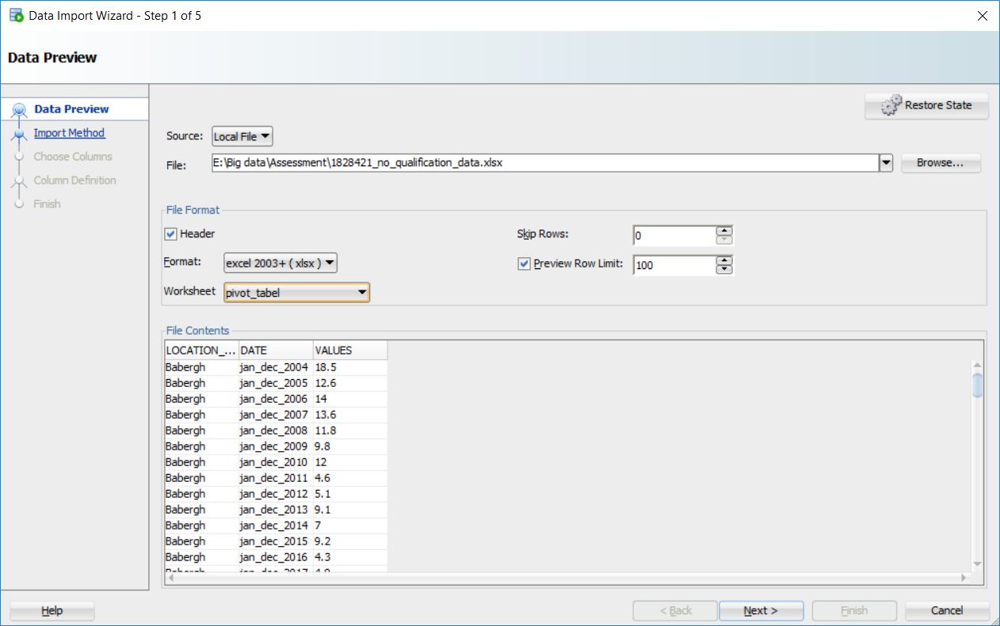 Data Import Wizard - Step 1 of 5
Data Preview
Data Preview
Import Method
Choose Columns
Column Definition
Finish
Restore State
Source: Local File
File: E:\Big data\Assessment\1828421_no_qualification_data.xlsx Browse...
File Format
Header Skip Rows: 0
Format: excel 2003+ ( xlsx ) Preview Row Limit: 100
Worksheet pivot_tabel
File Contents
LOCATION_... DATE VALUES
Babergh jan_dec_2004 18.5
Babergh jan_dec_2005 12.6
Babergh jan_dec_2006 14
Babergh jan_dec_2007 13.6
Babergh jan_dec_2008 11.8
Babergh jan_dec_2009 9.8
Babergh jan_dec_2010 12
Babergh jan_dec_2011 4.6
Babergh jan_dec_2012 5.1
Babergh jan_dec_2013 9.1
Babergh jan_dec_2014 7
Babergh jan_dec_2015 9.2
Babergh jan_dec_2016 4.3
Babergh jan_dec_2017
Help < Back Next > Finish Cancel